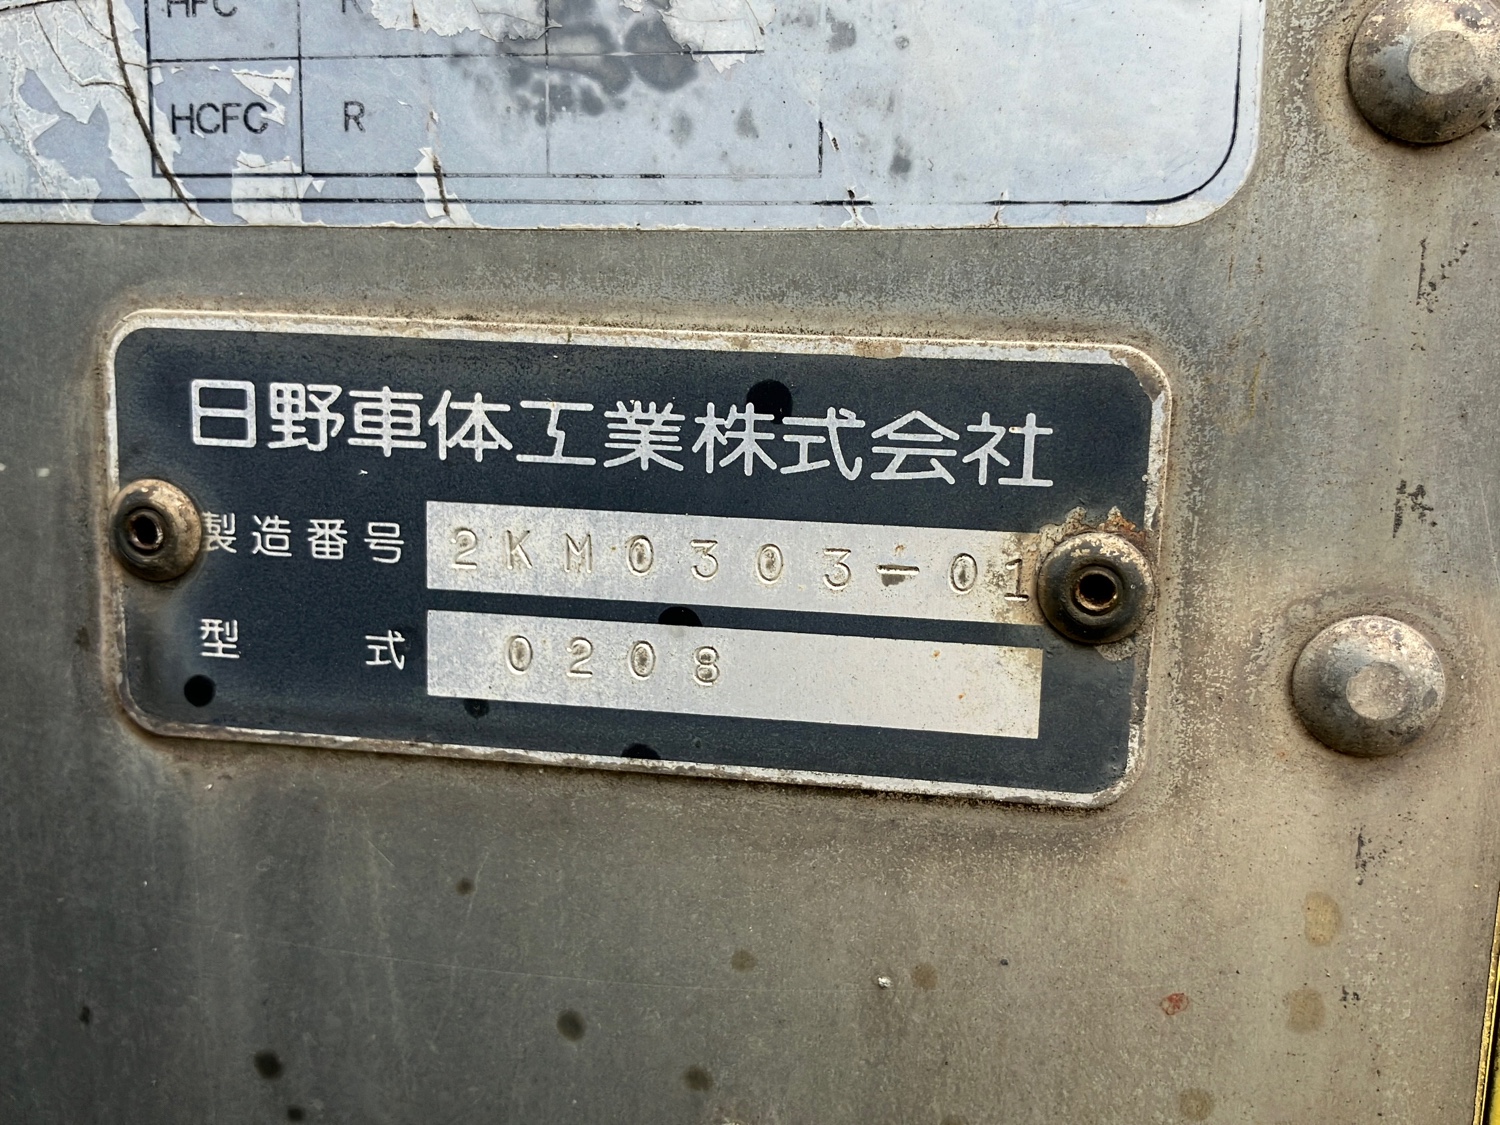 HFC R
HCFC R
日野車体工業株式会社
製造番号 2KM0303-01
型式 0208